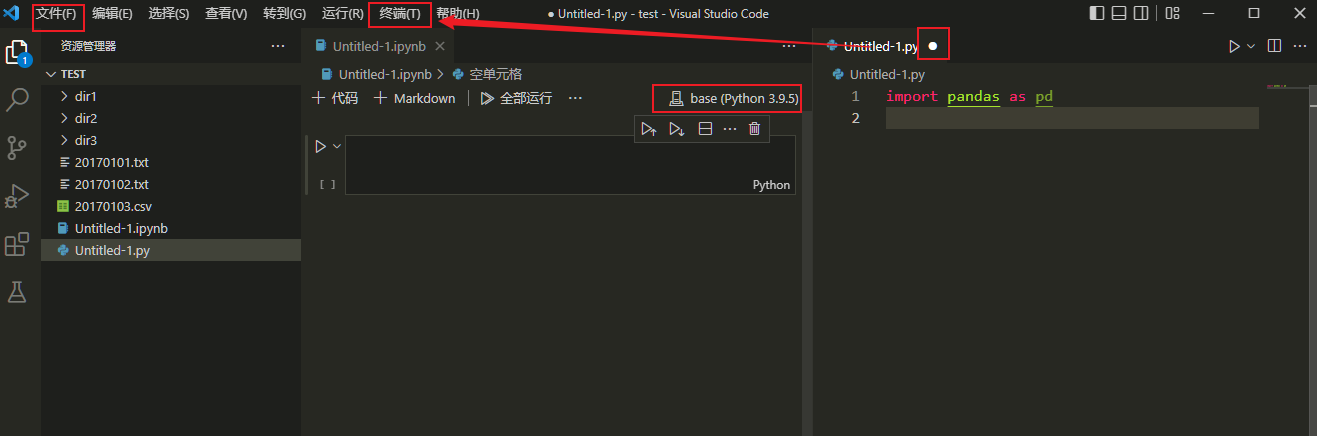 文件(F) 编辑(E) 选择(S) 查看(V) 转到(G) 运行(R) 终端(T) 帮助(H) ● Untitled-1.py - test - Visual Studio Code
1
资源管理器 ···
TEST
dir1
dir2
dir3
20170101.txt
20170102.txt
20170103.csv
Untitled-1.ipynb
Untitled-1.py
Untitled-1.ipynb
Untitled-1.ipynb > 空单元格
代码 Markdown 全部运行 ··· base (Python 3.9.5)
[ ] Python
Untitled-1.py
Untitled-1.py
1 import pandas as pd
2